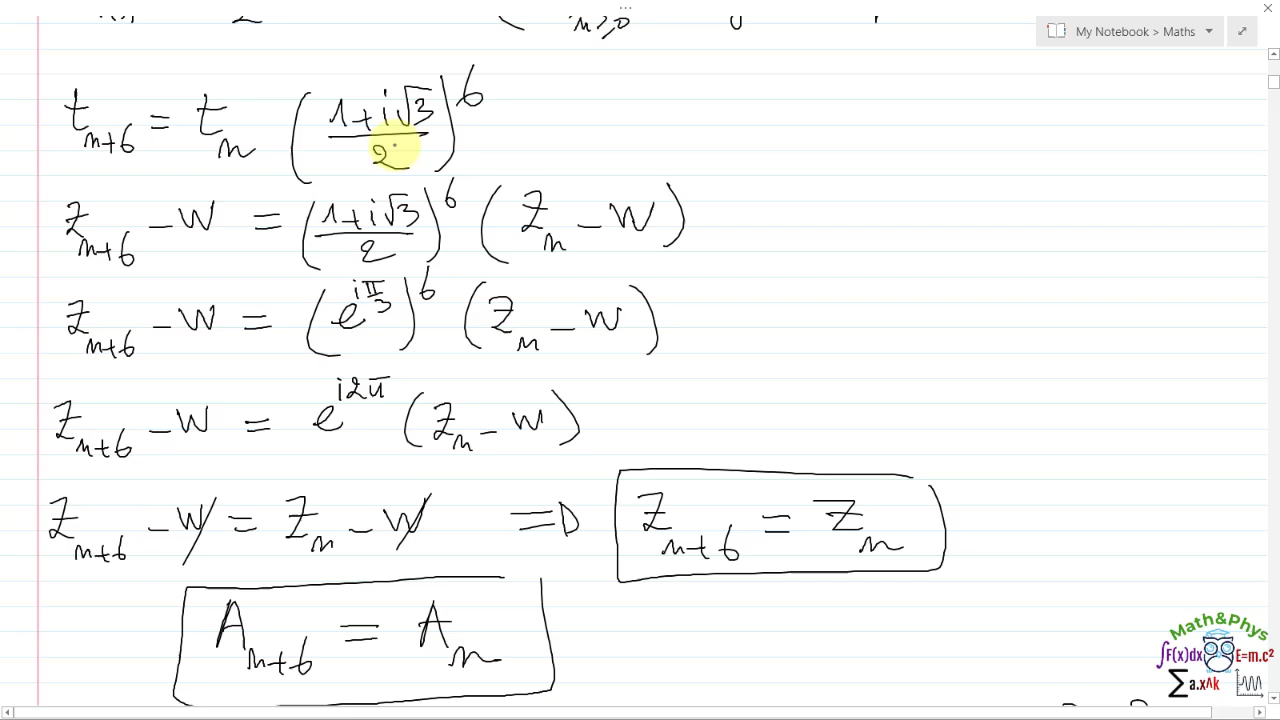 n≥0
My Notebook > Maths
t_{n+6} = t_n ((1+i√3)/2)^6
Z_{n+6} - W = ((1+i√3)/2)^6 (Z_n - W)
Z_{n+6} - W = (e^{iπ/3})^6 (Z_n - W)
Z_{n+6} - W = e^{i2π} (Z_n - W)
Z_{n+6} - W = Z_n - W ⇒ Z_{n+6} = Z_n
A_{n+6} = A_n
Math&Phys
∫F(x)dx E=m.c²
∑ a.x^k